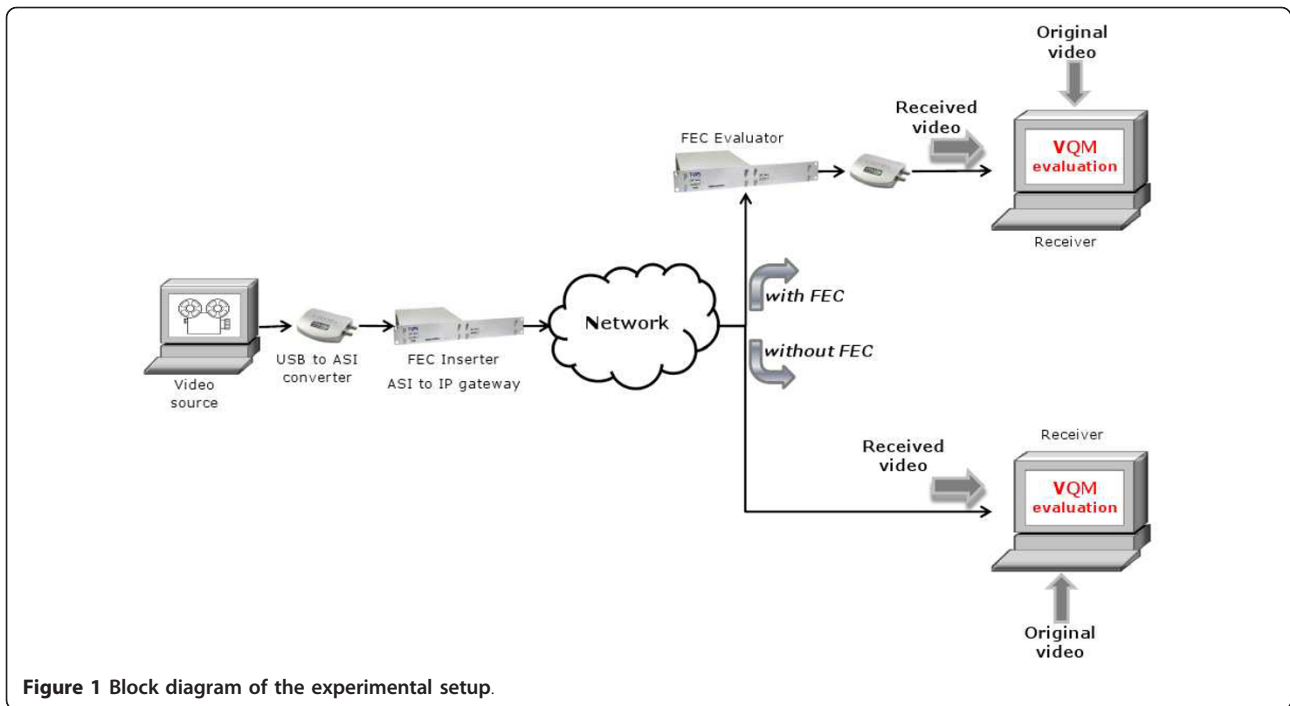 Original
video
Received
video
FEC Evaluator
VQM
evaluation
Receiver
with FEC
Network
without FEC
USB to ASI
converter
FEC Inserter
ASI to IP gateway
Video
source
Received
video
Receiver
VQM
evaluation
Original
video
Figure 1 Block diagram of the experimental setup.